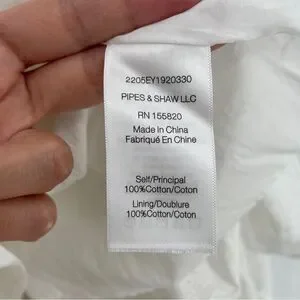 2205EY1920330
PIPES & SHAW LLC
RN 155820
Made In China
Fabriqué En Chine
Self/Principal
100%Cotton/Coton
Lining/Doublure
100%Cotton/Coton